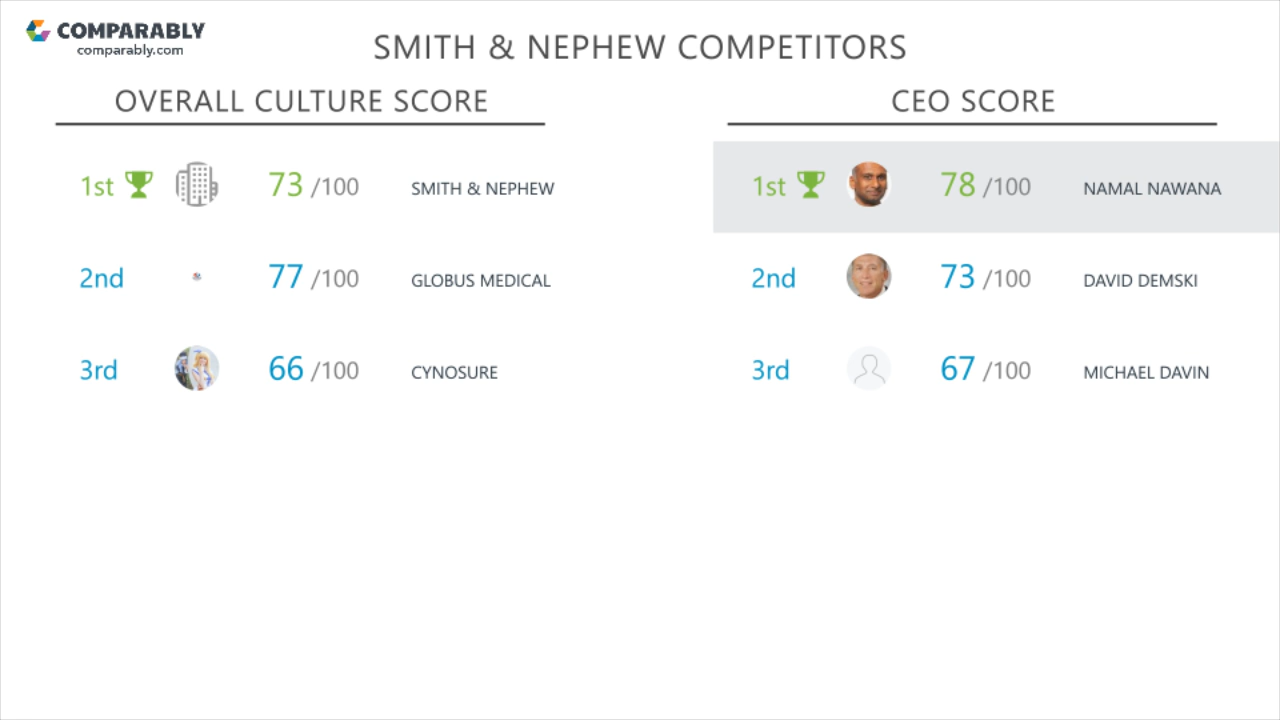 COMPARABLY
comparably.com
SMITH & NEPHEW COMPETITORS
OVERALL CULTURE SCORE
1st 73 /100 SMITH & NEPHEW
2nd 77 /100 GLOBUS MEDICAL
3rd 66 /100 CYNOSURE
CEO SCORE
1st 78 /100 NAMAL NAWANA
2nd 73 /100 DAVID DEMSKI
3rd 67 /100 MICHAEL DAVIN